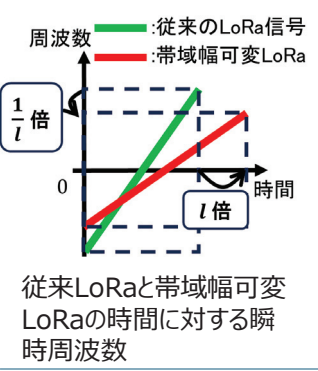 :従来のLoRa信号
周波数
:帯域幅可変LoRa
1/l 倍
0
時間
l 倍
従来LoRaと帯域幅可変
LoRaの時間に対する瞬
時周波数